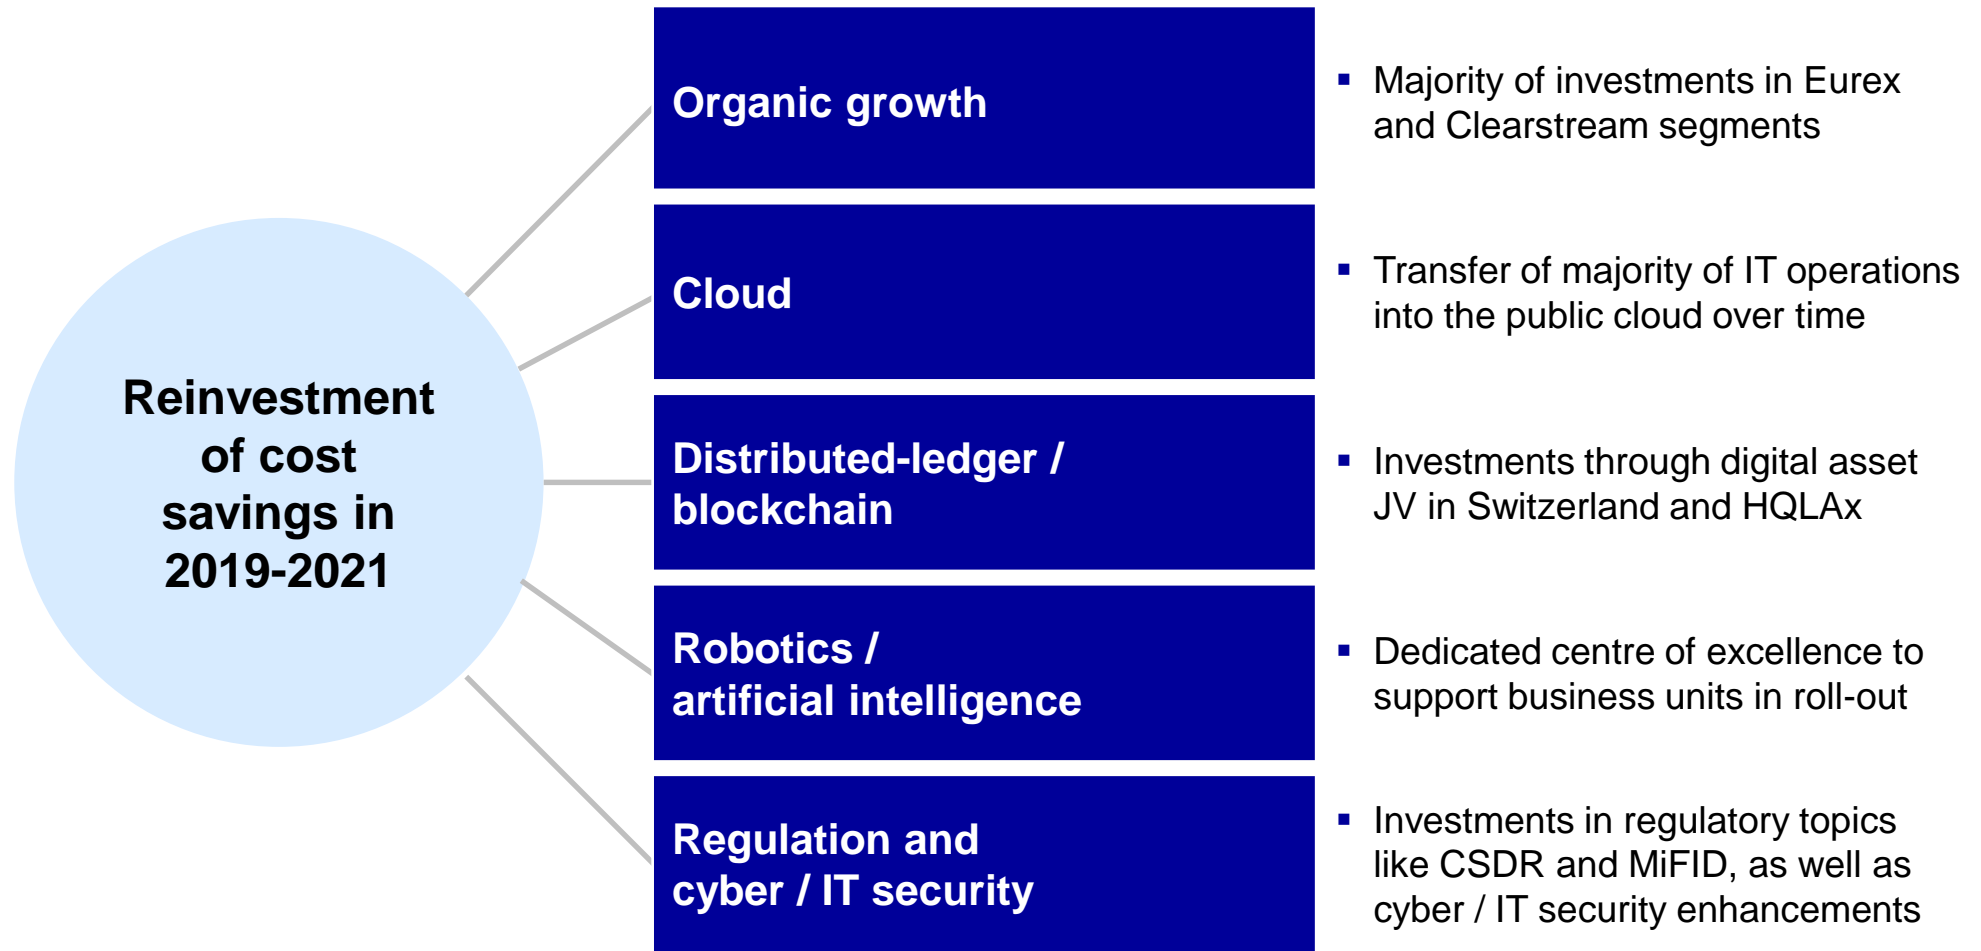 Reinvestment
of cost
savings in
2019-2021
Organic growth
▪ Majority of investments in Eurex
and Clearstream segments
Cloud
▪ Transfer of majority of IT operations
into the public cloud over time
Distributed-ledger /
blockchain
▪ Investments through digital asset
JV in Switzerland and HQLAx
Robotics /
artificial intelligence
▪ Dedicated centre of excellence to
support business units in roll-out
Regulation and
cyber / IT security
▪ Investments in regulatory topics
like CSDR and MiFID, as well as
cyber / IT security enhancements